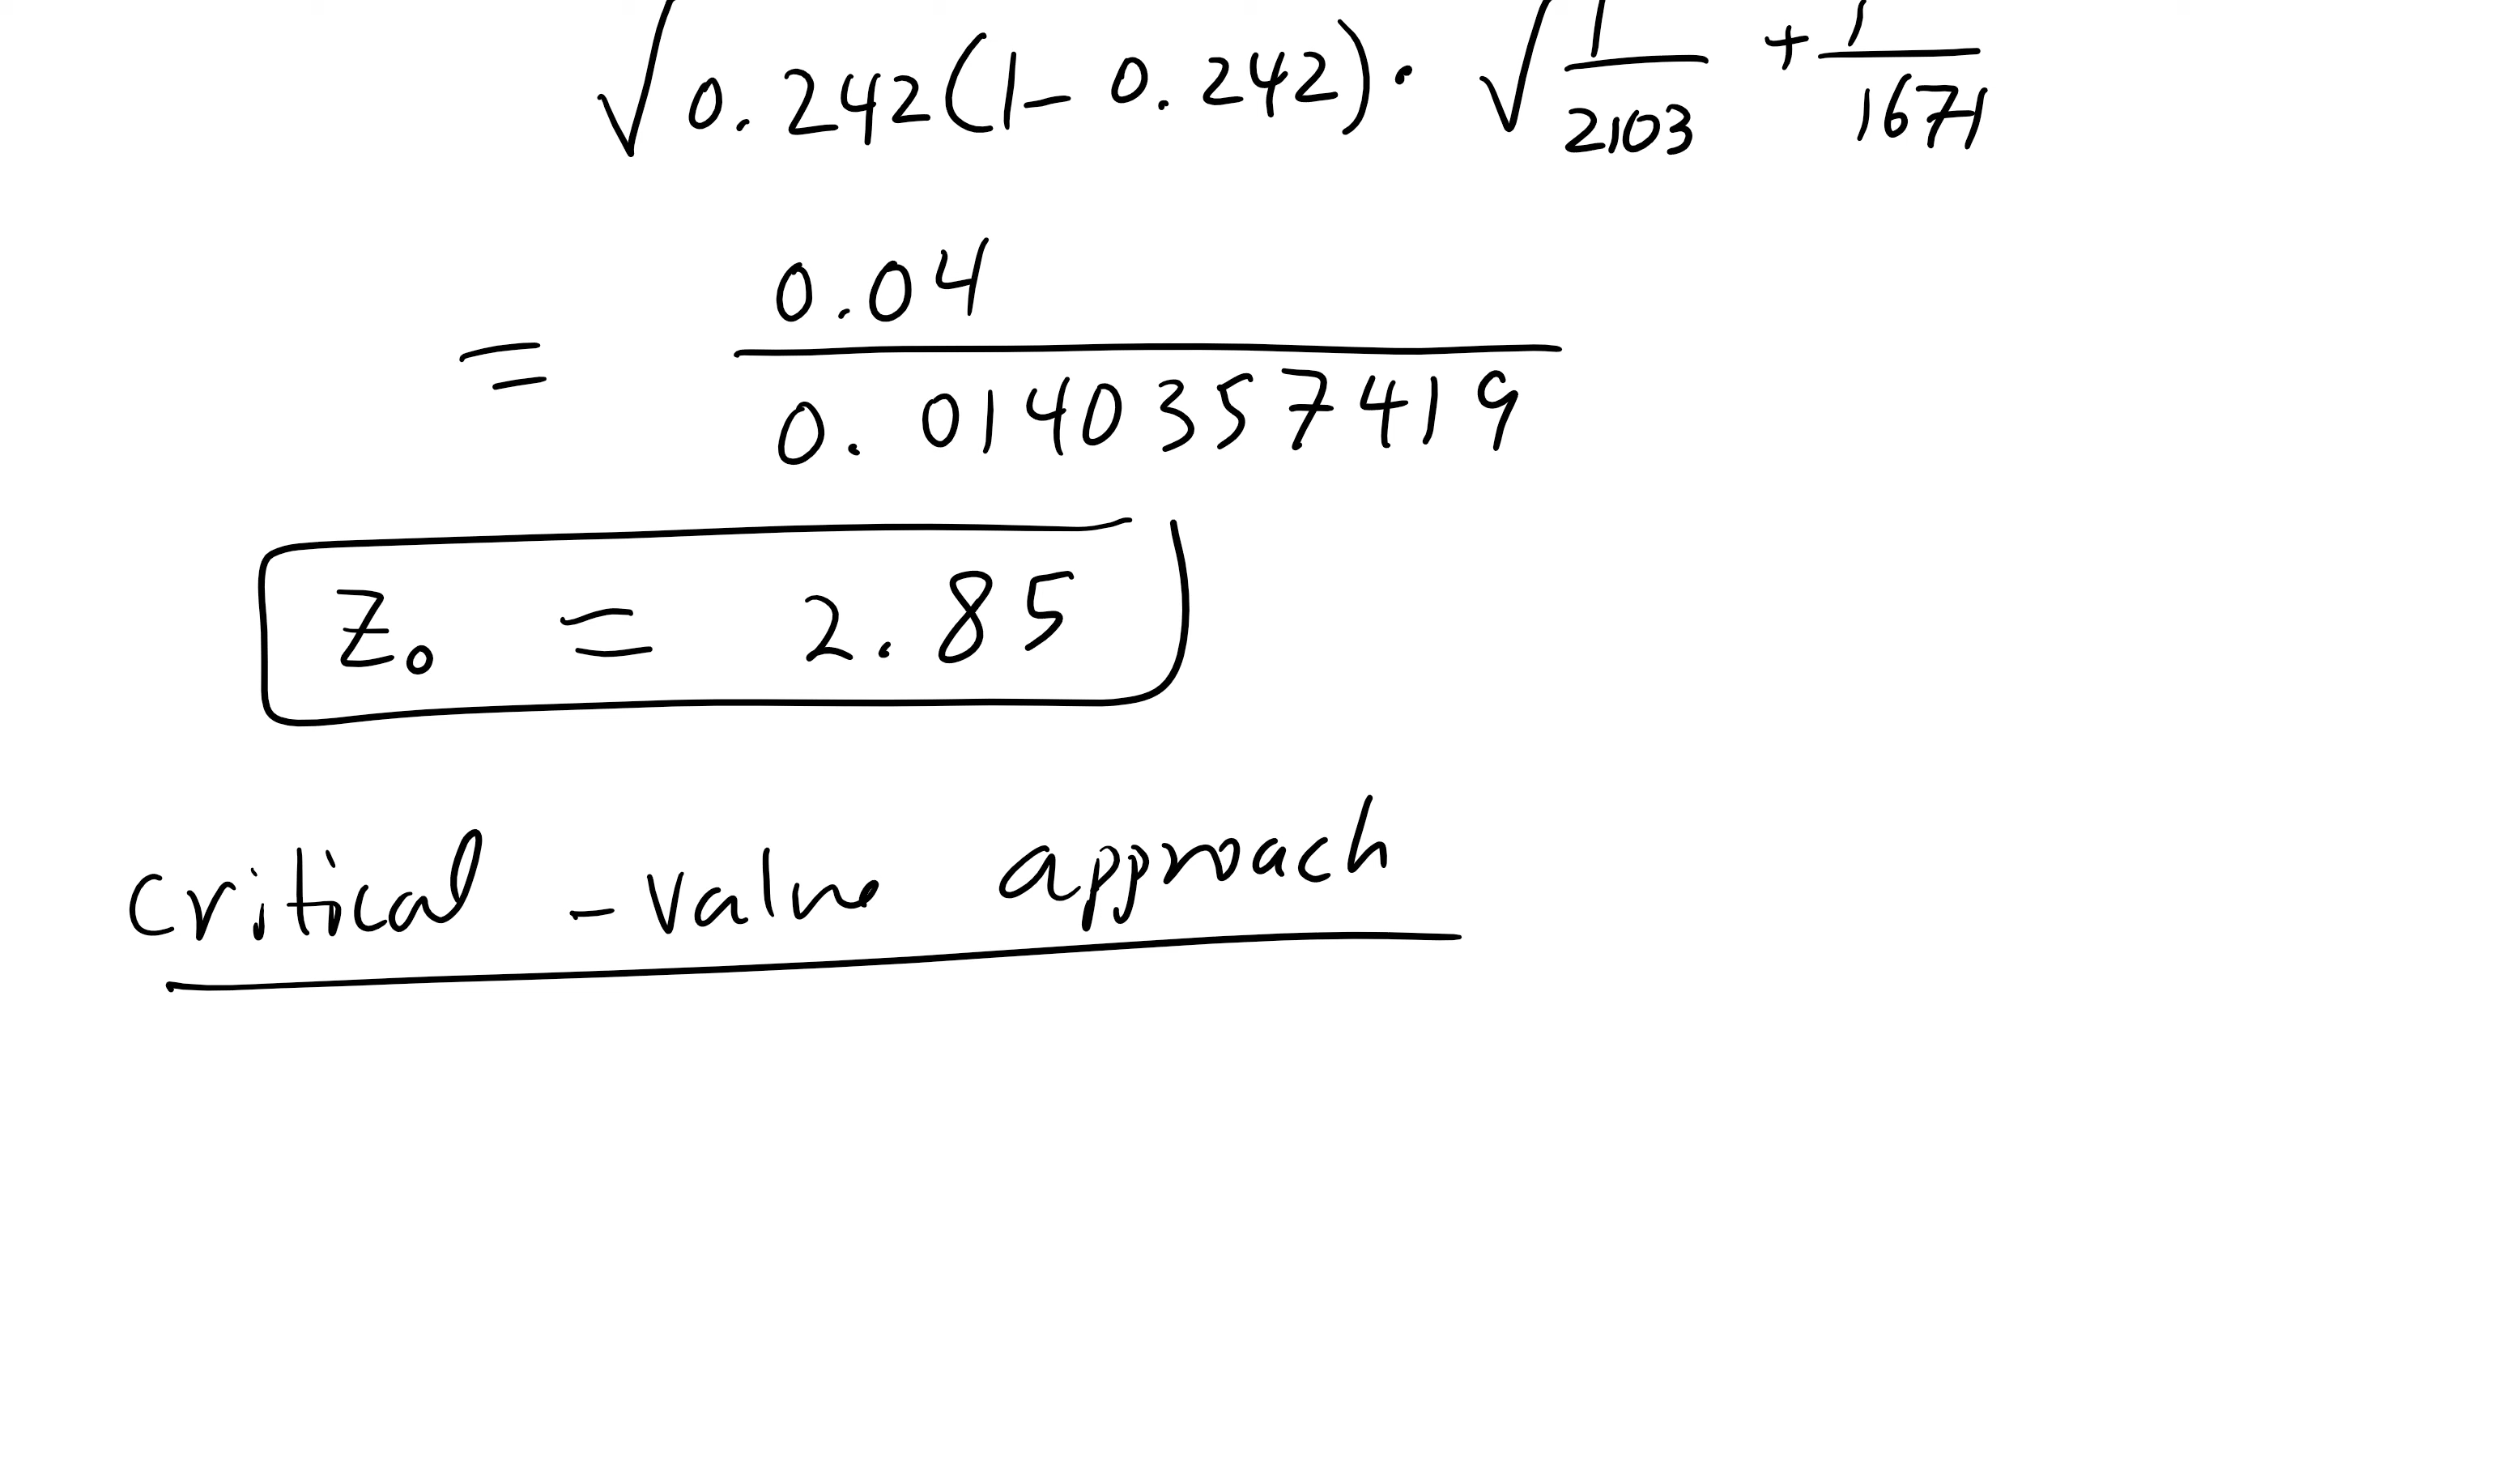 √0.242(1-0.242) · √1/2103 + 1/1671
= 0.04/0.0140357419
Z₀ = 2.85
critical - value approach